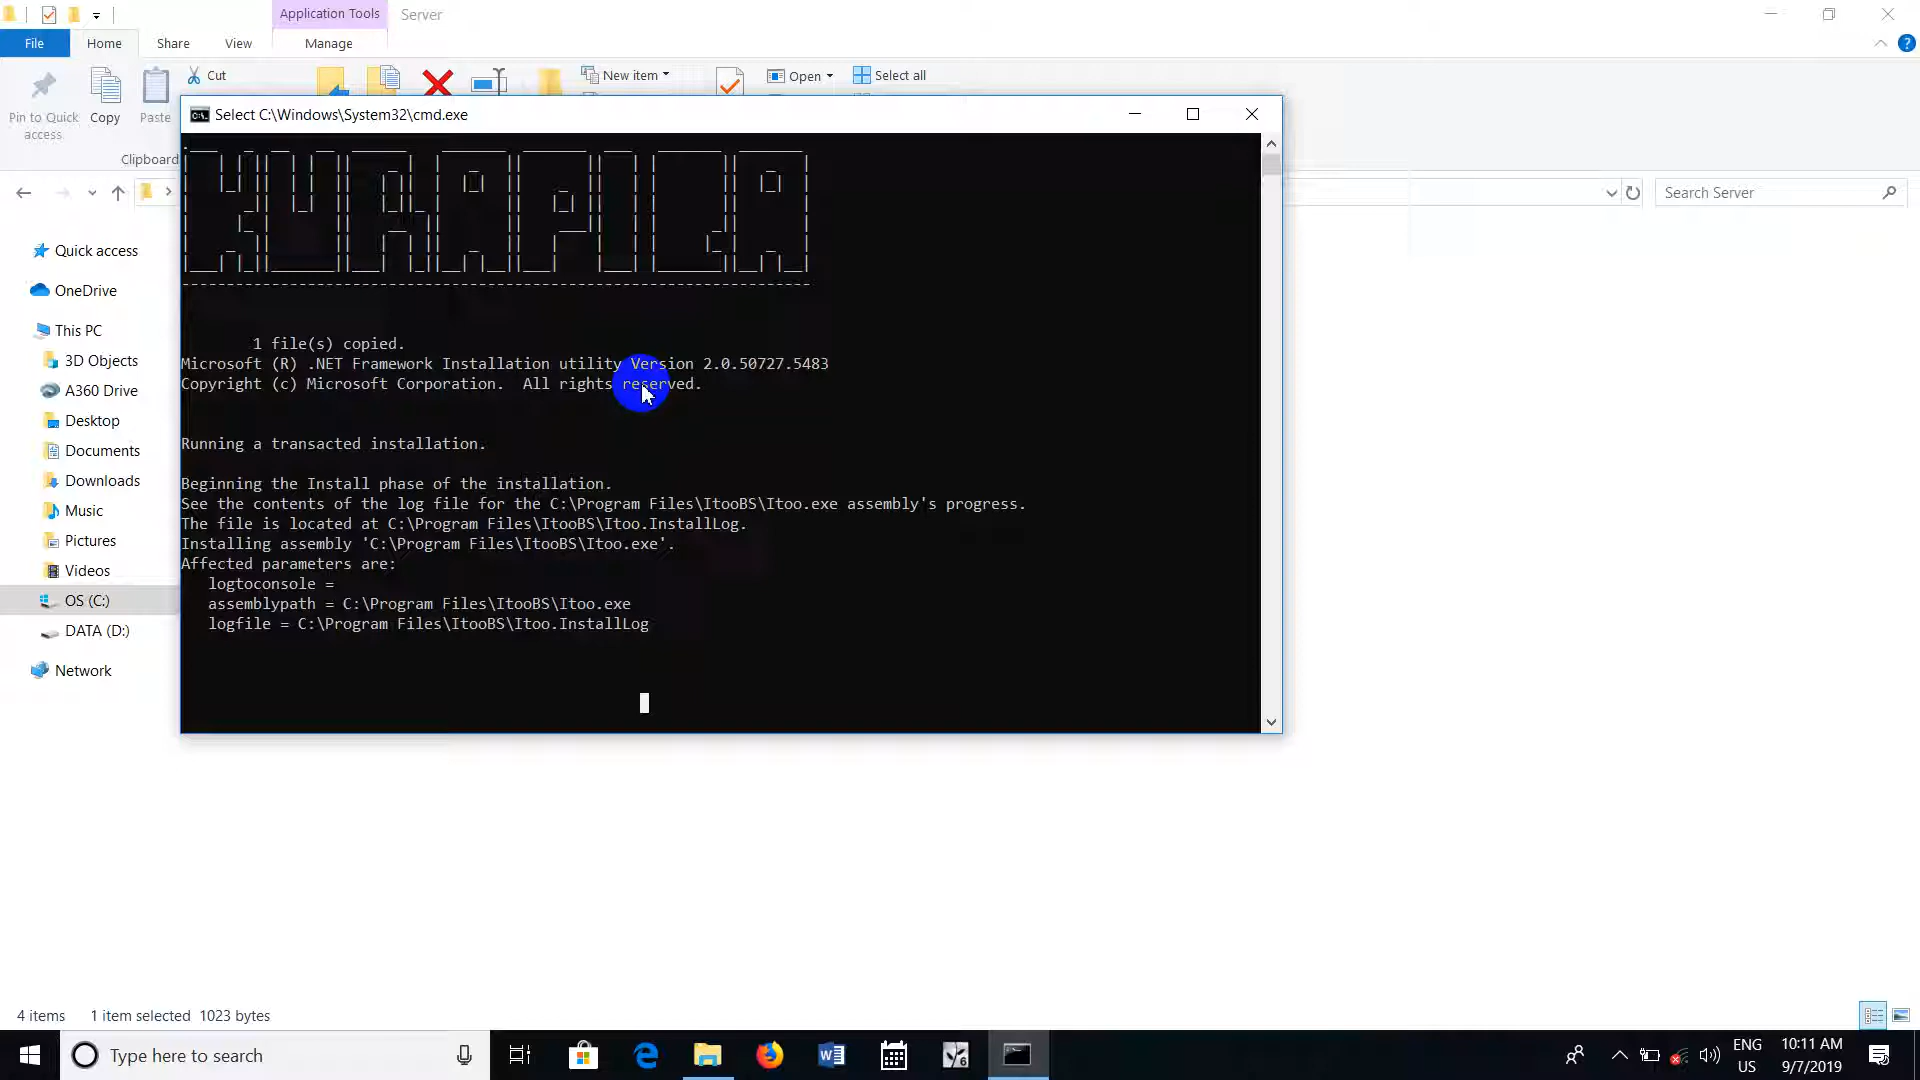 Application Tools
Server
File
Home
Share
View
Manage
Pin to Quick access
Copy
Paste
Cut
New item
Open
Select all
Clipboard
Search Server
Select C:\Windows\System32\cmd.exe
KURAPIKA
1 file(s) copied.
Microsoft (R) .NET Framework Installation utility Version 2.0.50727.5483
Copyright (c) Microsoft Corporation.  All rights reserved.
Running a transacted installation.
Beginning the Install phase of the installation.
See the contents of the log file for the C:\Program Files\ItooBS\Itoo.exe assembly's progress.
The file is located at C:\Program Files\ItooBS\Itoo.InstallLog.
Installing assembly 'C:\Program Files\ItooBS\Itoo.exe'.
Affected parameters are:
logtoconsole =
assemblypath = C:\Program Files\ItooBS\Itoo.exe
logfile = C:\Program Files\ItooBS\Itoo.InstallLog
Quick access
OneDrive
This PC
3D Objects
A360 Drive
Desktop
Documents
Downloads
Music
Pictures
Videos
OS (C:)
DATA (D:)
Network
4 items
1 item selected
1023 bytes
Type here to search
ENG
US
10:11 AM
9/7/2019